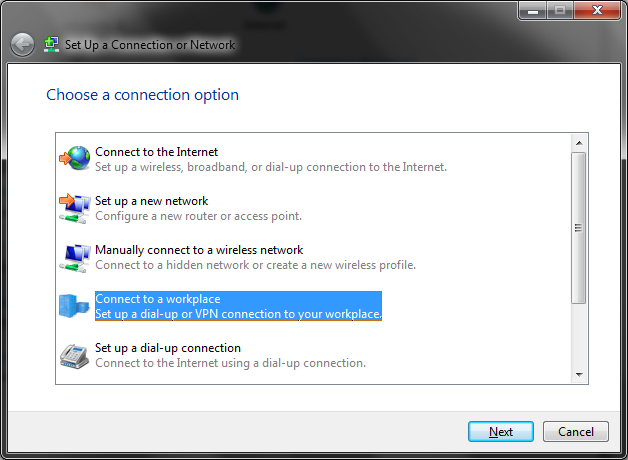 Set Up a Connection or Network
Choose a connection option
Connect to the Internet
Set up a wireless, broadband, or dial-up connection to the Internet.
Set up a new network
Configure a new router or access point.
Manually connect to a wireless network
Connect to a hidden network or create a new wireless profile.
Connect to a workplace
Set up a dial-up or VPN connection to your workplace.
Set up a dial-up connection
Connect to the Internet using a dial-up connection.
Next
Cancel